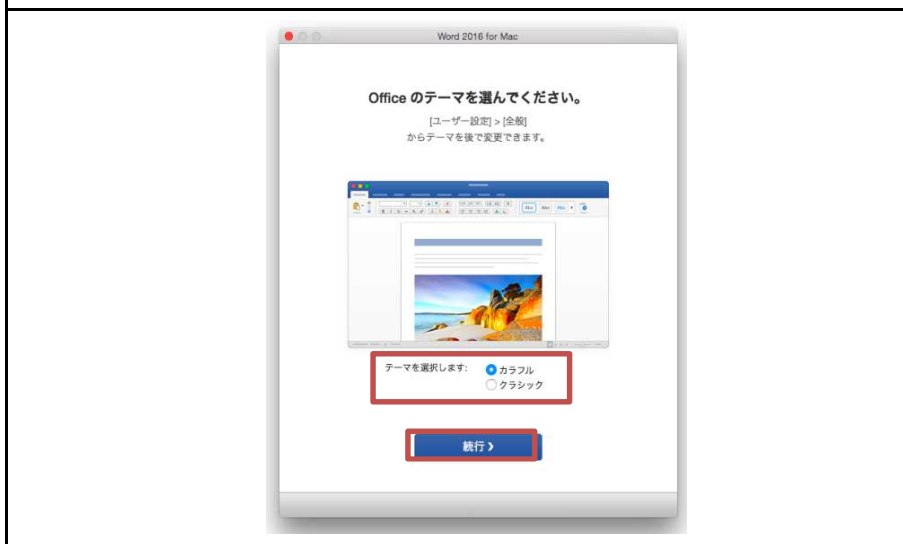 Word 2016 for Mac
Office のテーマを選んでください。
[ユーザー設定] > [全般]
からテーマを後で変更できます。
テーマを選択します:
カラフル
クラシック
続行 ❯